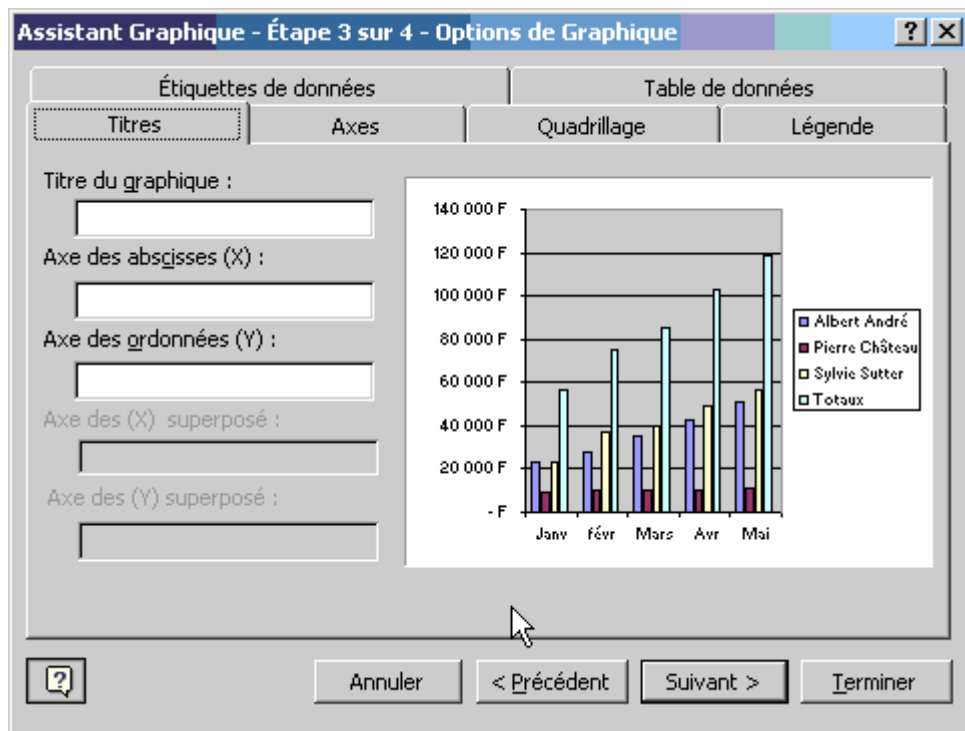 Assistant Graphique - Étape 3 sur 4 - Options de Graphique
Étiquettes de données
Table de données
Titres
Axes
Quadrillage
Légende
Titre du graphique :
Axe des abscisses (X) :
Axe des ordonnées (Y) :
Axe des (X) superposé :
Axe des (Y) superposé :
140 000 F
120 000 F
100 000 F
80 000 F
60 000 F
40 000 F
20 000 F
- F
Janv févr Mars Avr Mai
Albert André
Pierre Château
Sylvie Sutter
Totaux
Annuler
< Précédent
Suivant >
Terminer